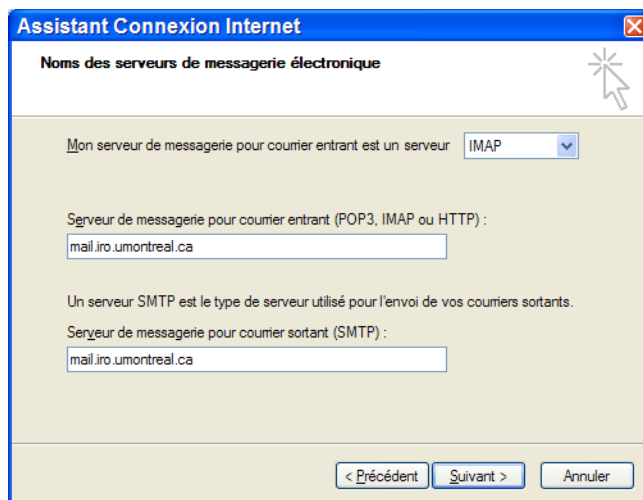 Assistant Connexion Internet
Noms des serveurs de messagerie électronique
Mon serveur de messagerie pour courrier entrant est un serveur IMAP
Serveur de messagerie pour courrier entrant (POP3, IMAP ou HTTP) :
mail.iro.umontreal.ca
Un serveur SMTP est le type de serveur utilisé pour l'envoi de vos courriers sortants.
Serveur de messagerie pour courrier sortant (SMTP) :
mail.iro.umontreal.ca
< Précédent Suivant > Annuler